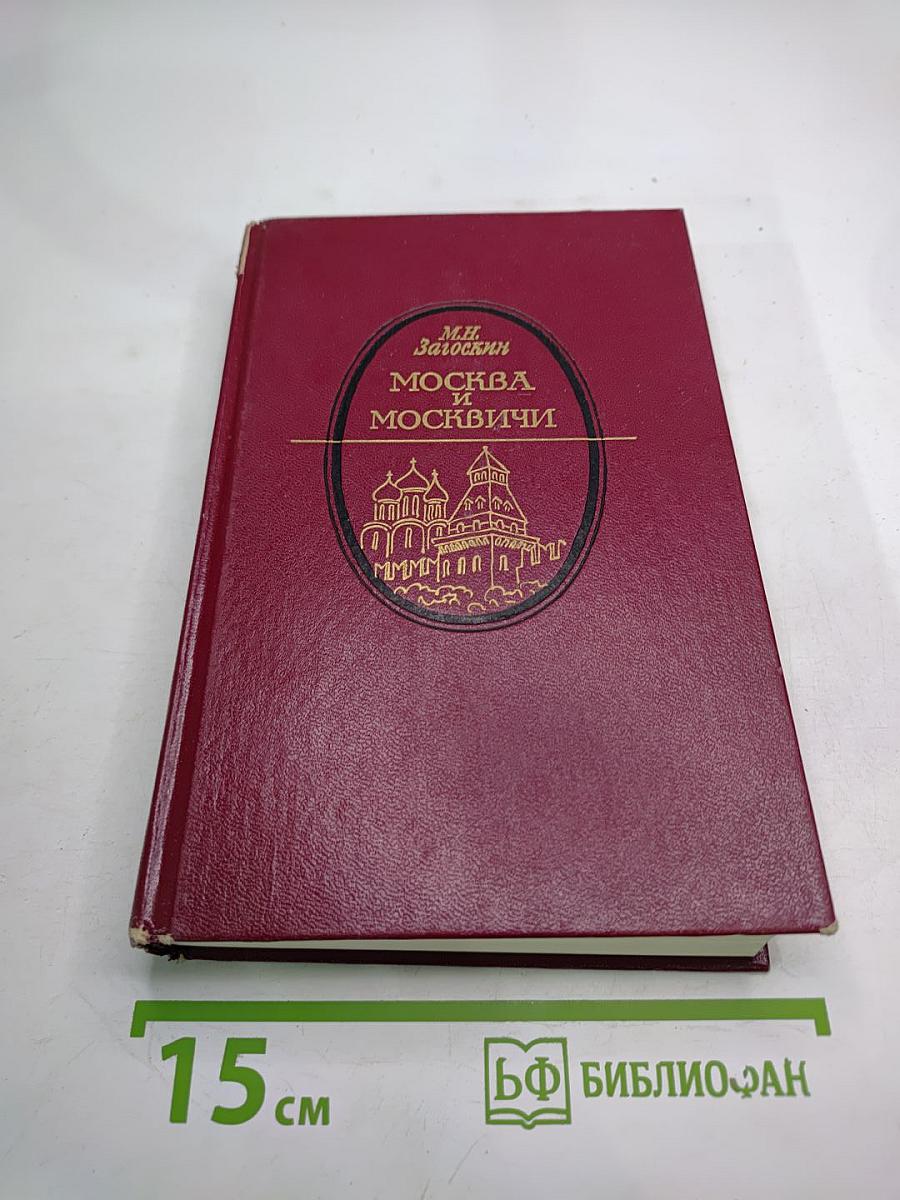 М.Н.
Загоскин
МОСКВА
И
МОСКВИЧИ
15 см
БФ БИБЛИОФАН